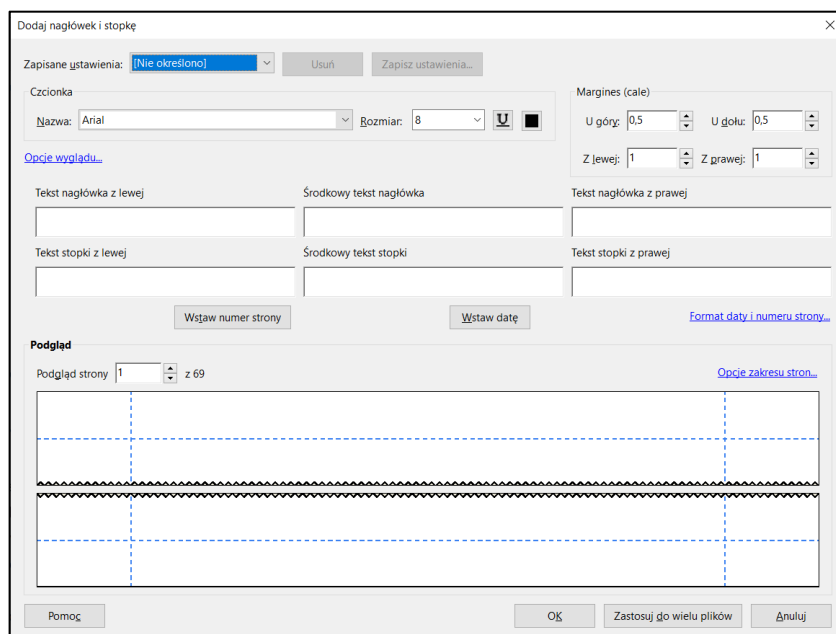 Dodaj nagłówek i stopkę
Zapisane ustawienia: [Nie określono] Usuń Zapisz ustawienia...
Czcionka
Nazwa: Arial Rozmiar: 8 U
Margines (cale)
U góry: 0,5 U dołu: 0,5
Z lewej: 1 Z prawej: 1
Opcje wyglądu...
Tekst nagłówka z lewej Środkowy tekst nagłówka Tekst nagłówka z prawej
Tekst stopki z lewej Środkowy tekst stopki Tekst stopki z prawej
Wstaw numer strony Wstaw datę Format daty i numeru strony...
Podgląd
Podgląd strony 1 z 69 Opcje zakresu stron...
Pomoc OK Zastosuj do wielu plików Anuluj